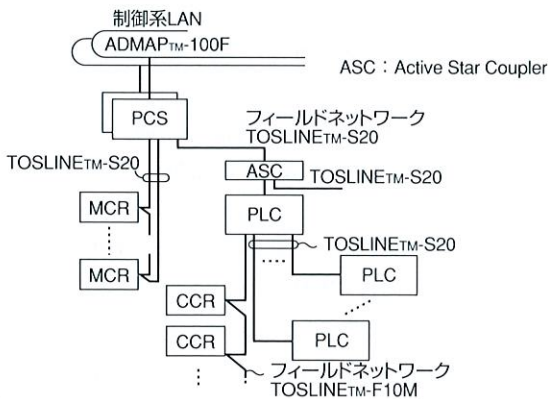 制御系LAN
ADMAPTM-100F
ASC：Active Star Coupler
PCS
フィールドネットワーク
TOSLINETM-S20
TOSLINETM-S20
ASC
TOSLINETM-S20
MCR
PLC
TOSLINETM-S20
MCR
PLC
CCR
CCR
PLC
フィールドネットワーク
TOSLINETM-F10M